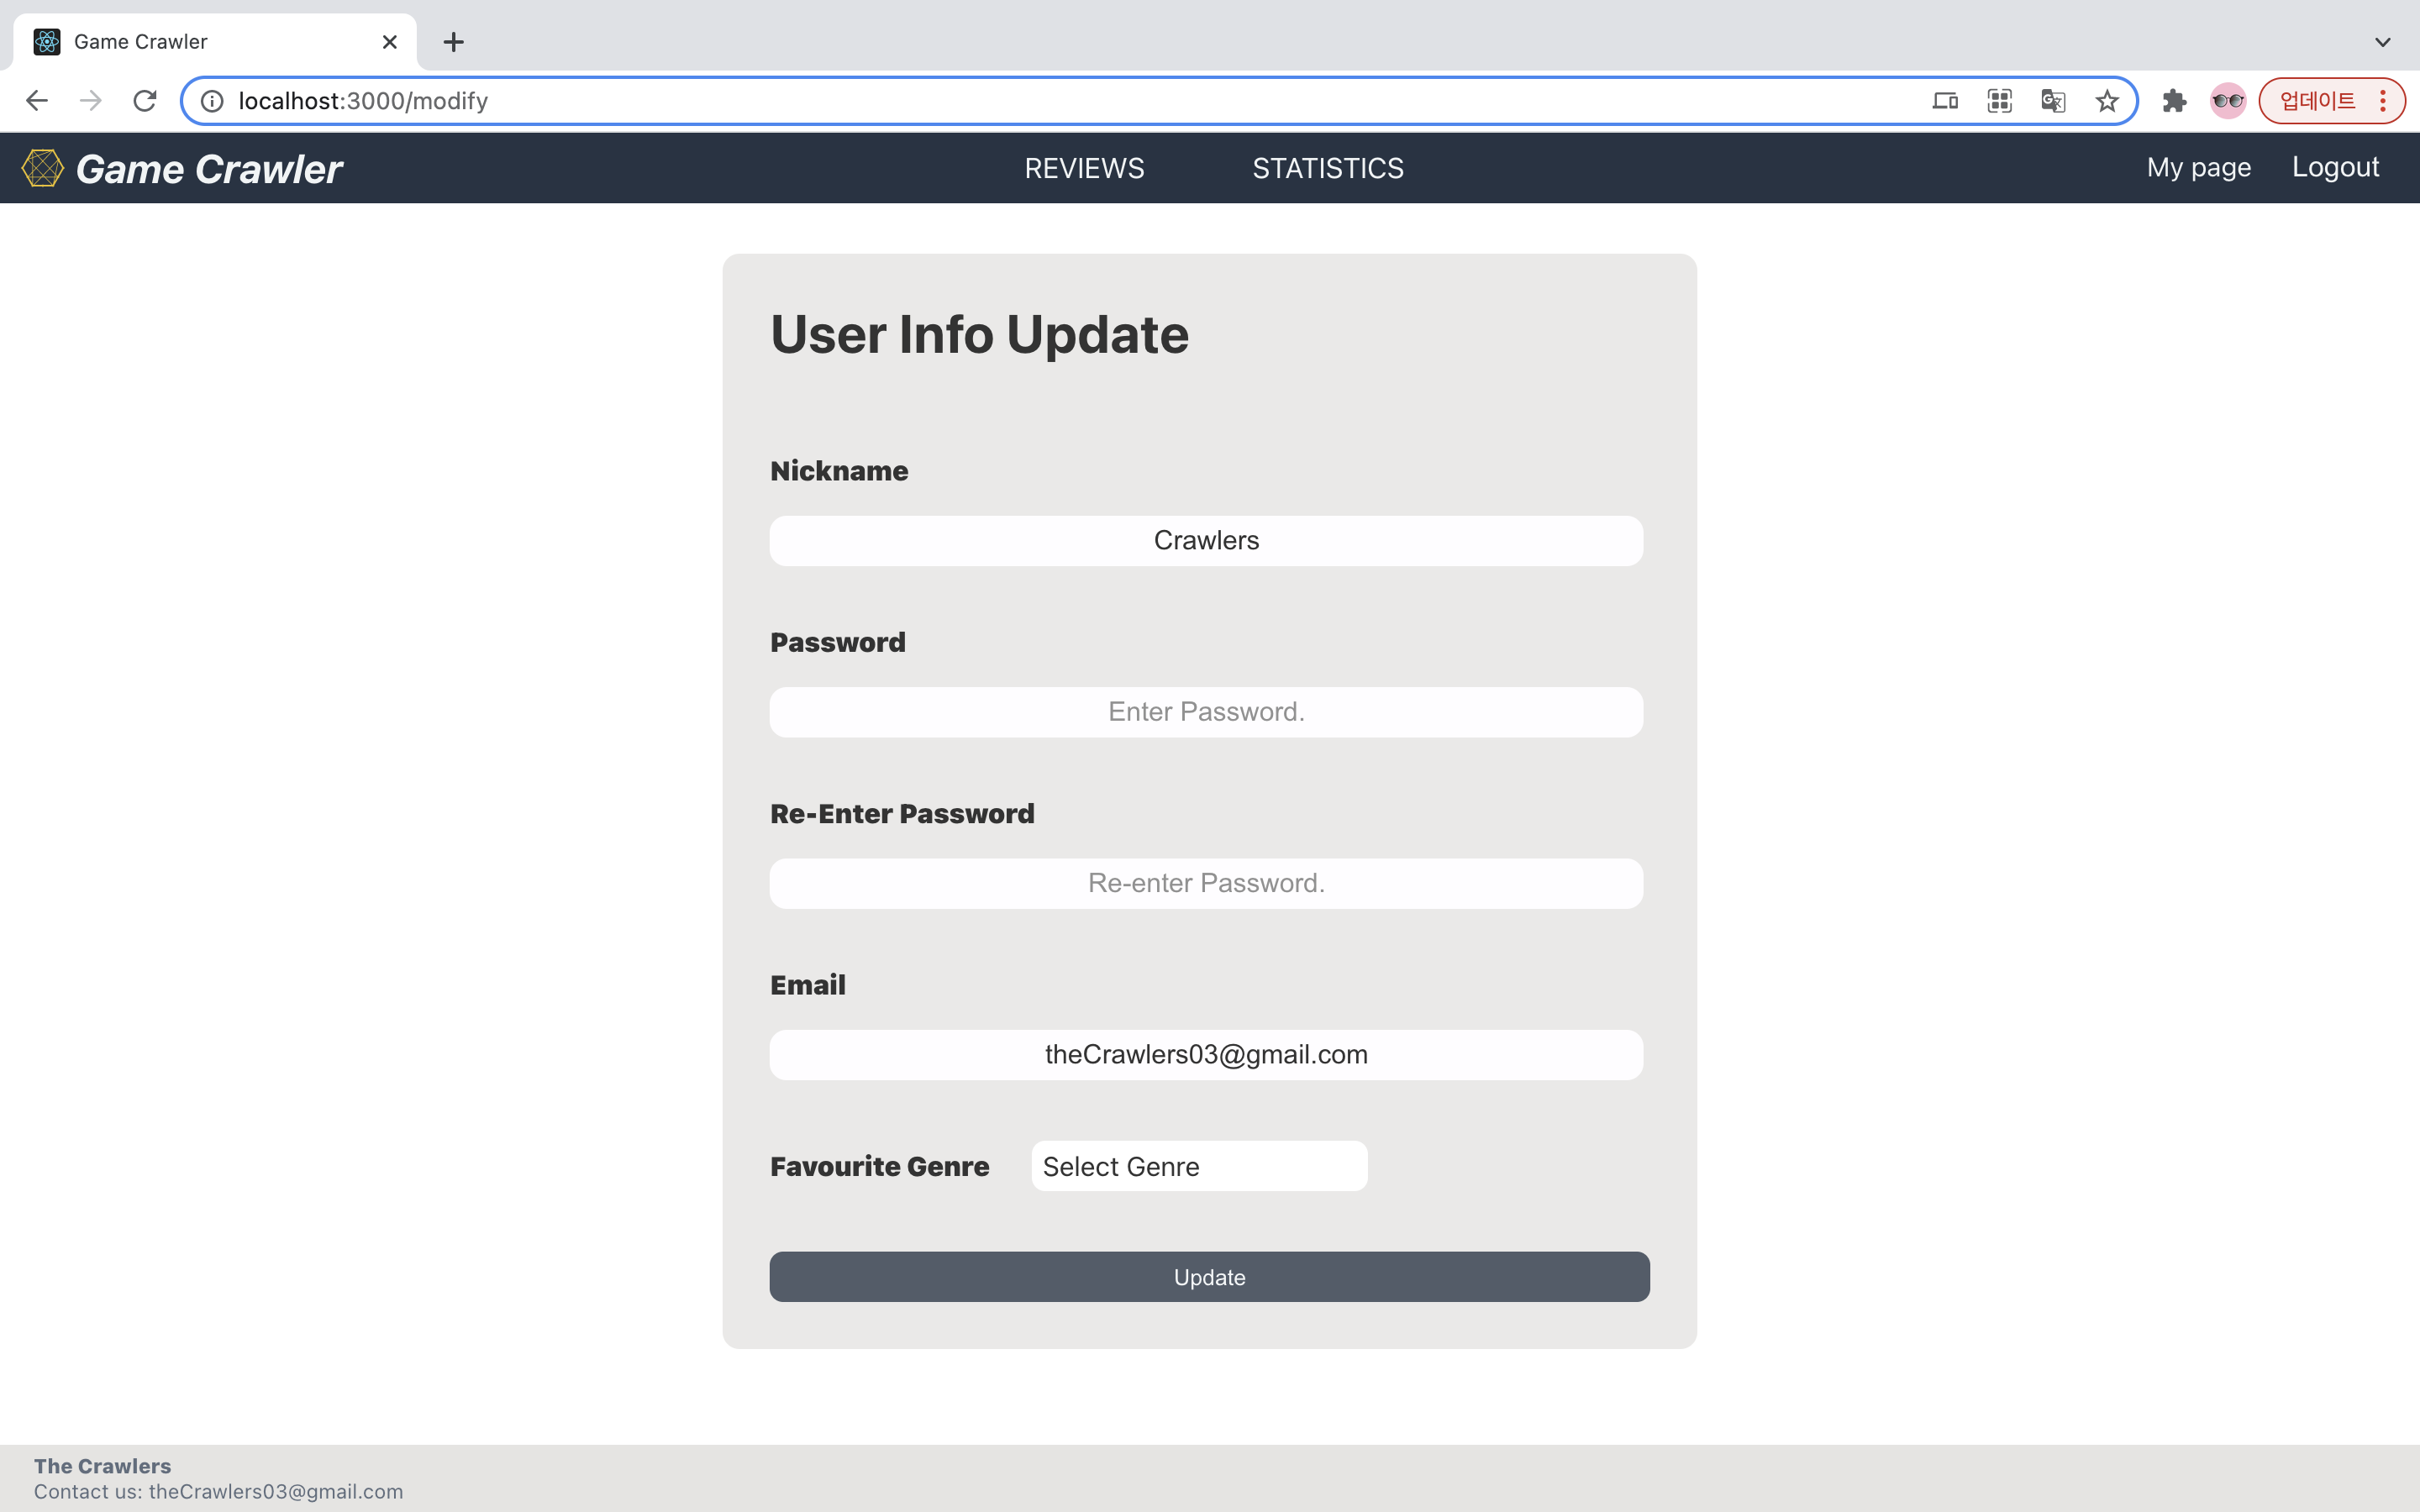 Game Crawler
localhost:3000/modify
업데이트
Game Crawler
REVIEWS
STATISTICS
My page
Logout
User Info Update
Nickname
Crawlers
Password
Enter Password.
Re-Enter Password
Re-enter Password.
Email
theCrawlers03@gmail.com
Favourite Genre
Select Genre
Update
The Crawlers
Contact us: theCrawlers03@gmail.com